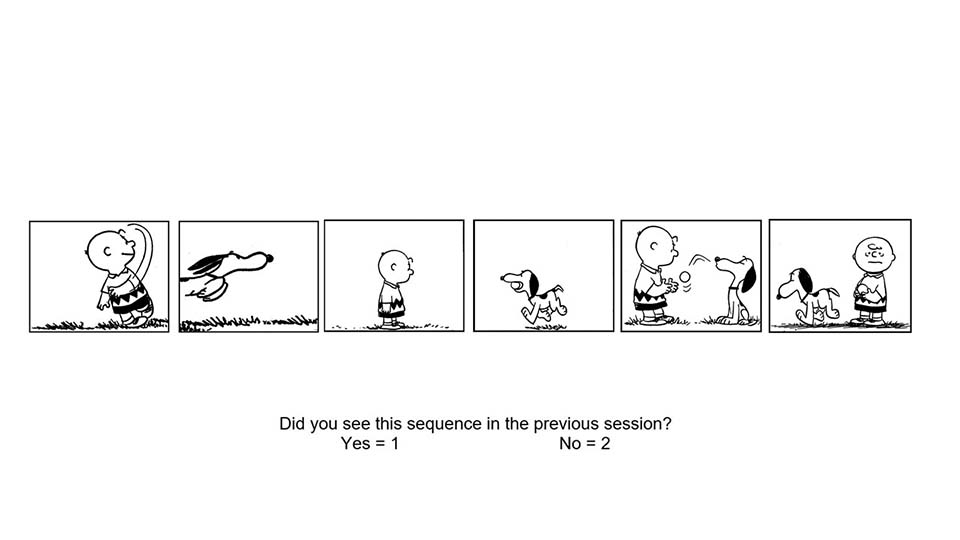 Did you see this sequence in the previous session?
Yes = 1 No = 2